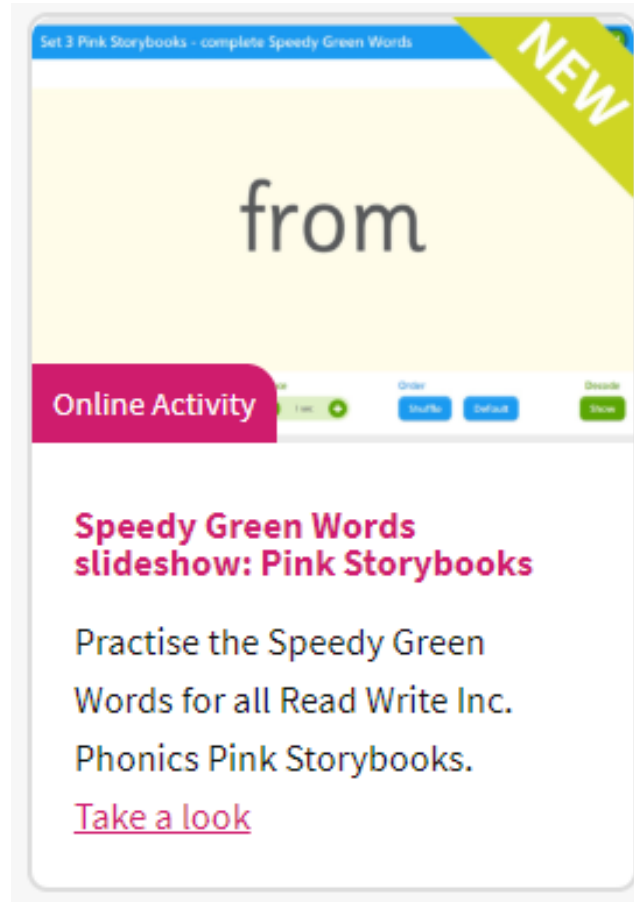 Set 3 Pink Storybooks - complete Speedy Green Words
NEW
from
Online Activity
1 sec
Order
Shuffle
Default
Decode
Show
Speedy Green Words
slideshow: Pink Storybooks
Practise the Speedy Green
Words for all Read Write Inc.
Phonics Pink Storybooks.
Take a look